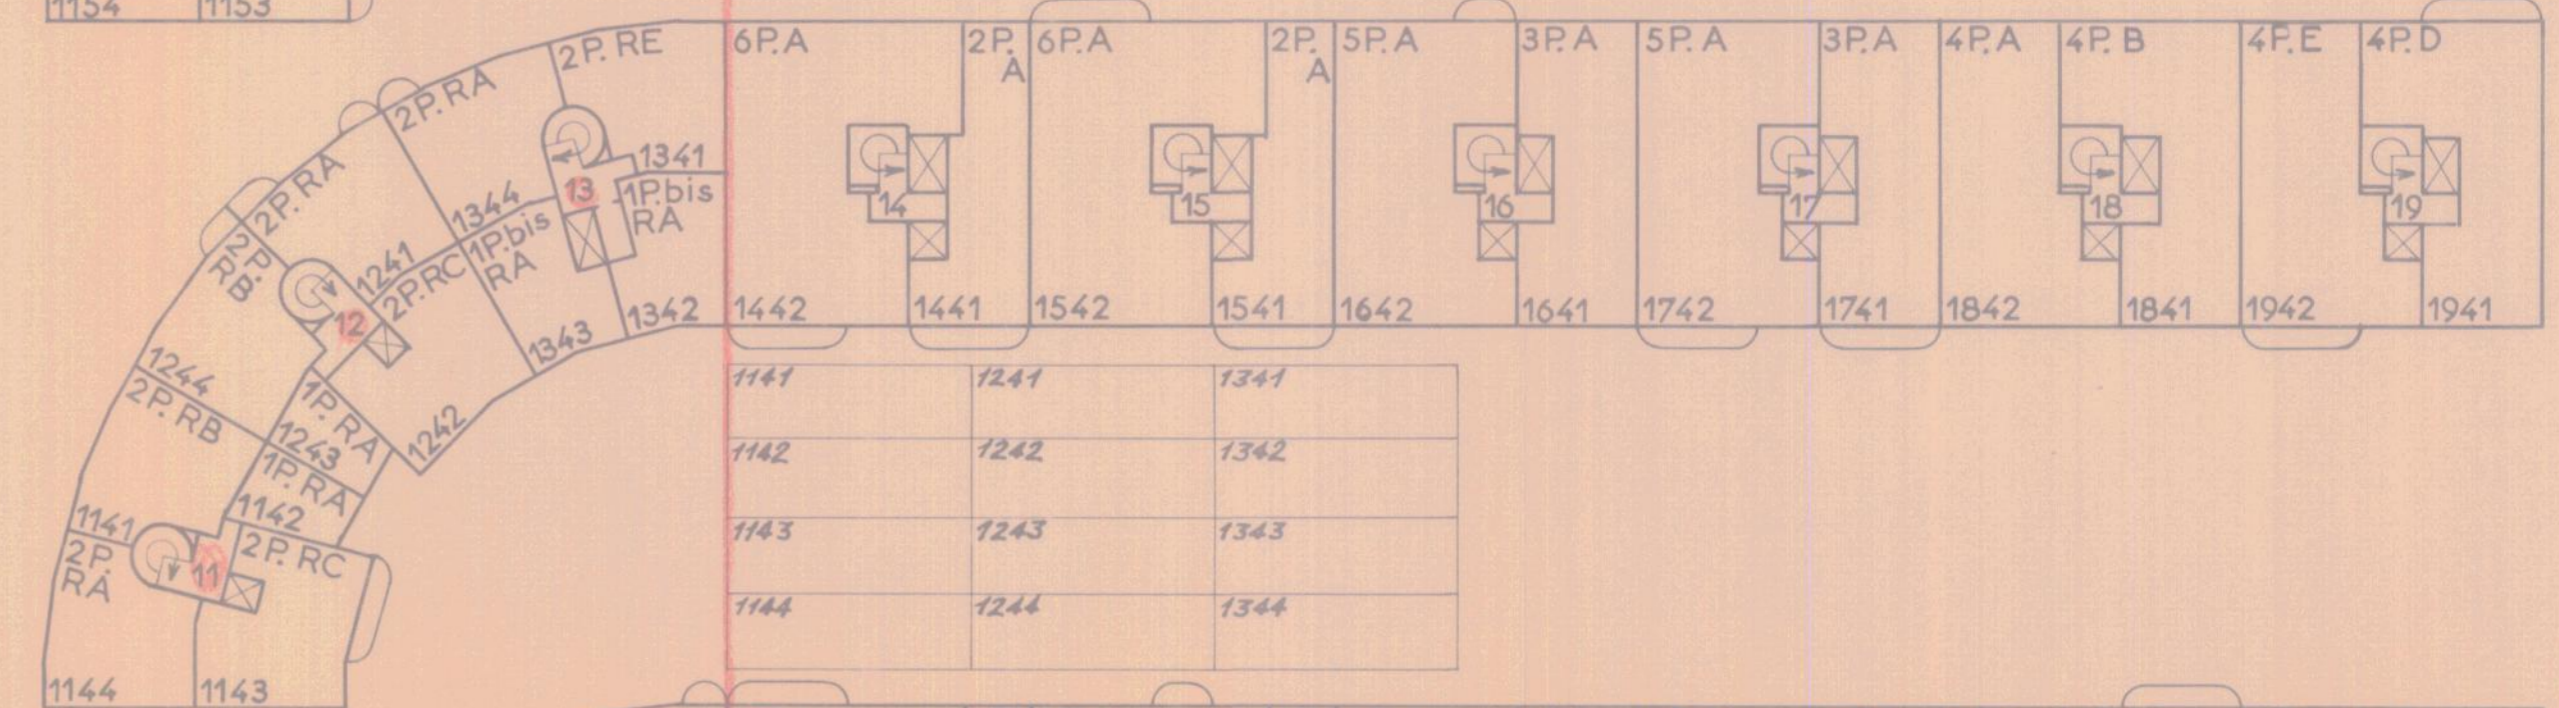 1154 1153
6P.A 2P. A 6P.A 2P. A 5P.A 3P.A 5P.A 3P.A 4P.A 4P.B 4P.E 4P.D
2P. RE
2P. RA
1341
13
1P.bis
RA
1344
1P.bis
RA
1343
1342
2P. RA
1241
2P.RC
12
2P.
RB
1244
1P. RA
1243
1242
2P. RB
1141
1P. RA
1142
2P.
RA
11
2P. RC
1144 1143
14 15 16 17 18 19
1442 1441 1542 1541 1642 1641 1742 1741 1842 1841 1942 1941
1141 1241 1341
1142 1242 1342
1143 1243 1343
1144 1244 1344